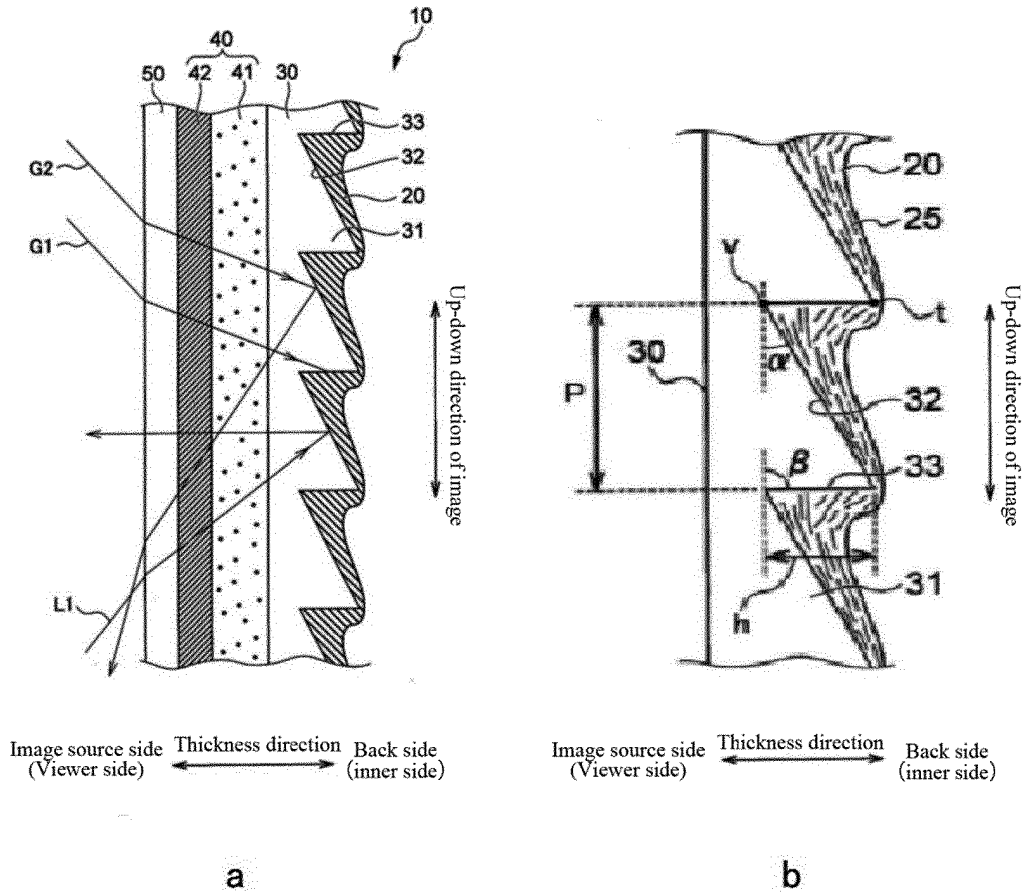 10
40
50 42 41 30
33
32
20
31
G2
G1
L1
Up-down direction of image
Image source side
(Viewer side)
Thickness direction
Back side
(inner side)
a
20
25
v
t
30
α
P
32
β
33
31
h
Up-down direction of image
Image source side
(Viewer side)
Thickness direction
Back side
(inner side)
b